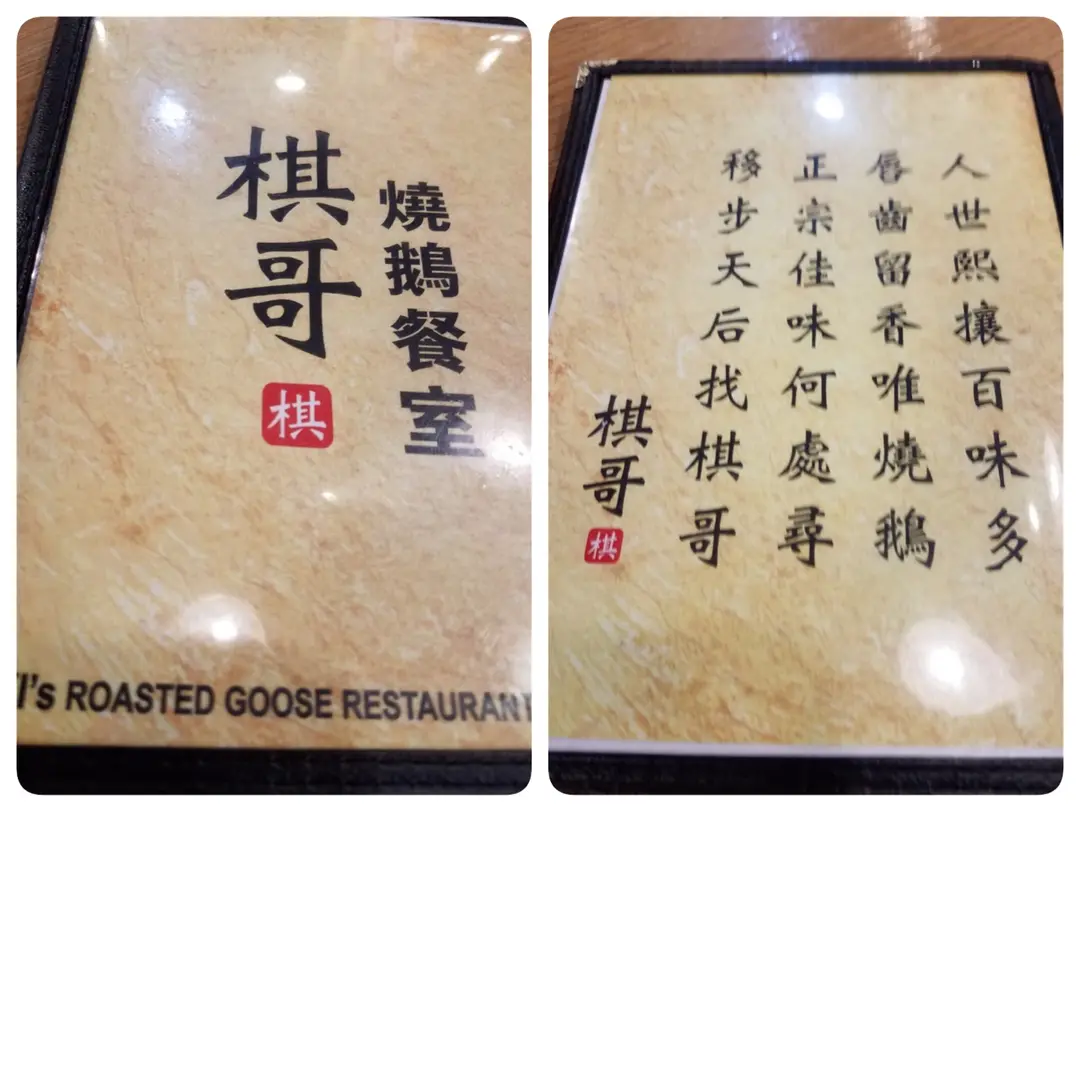 棋哥
燒鵝餐室
棋
I's ROASTED GOOSE RESTAURANT
人世熙攘百味多
唇齒留香唯燒鵝
正宗佳味何處尋
移步天后找棋哥
棋哥
棋